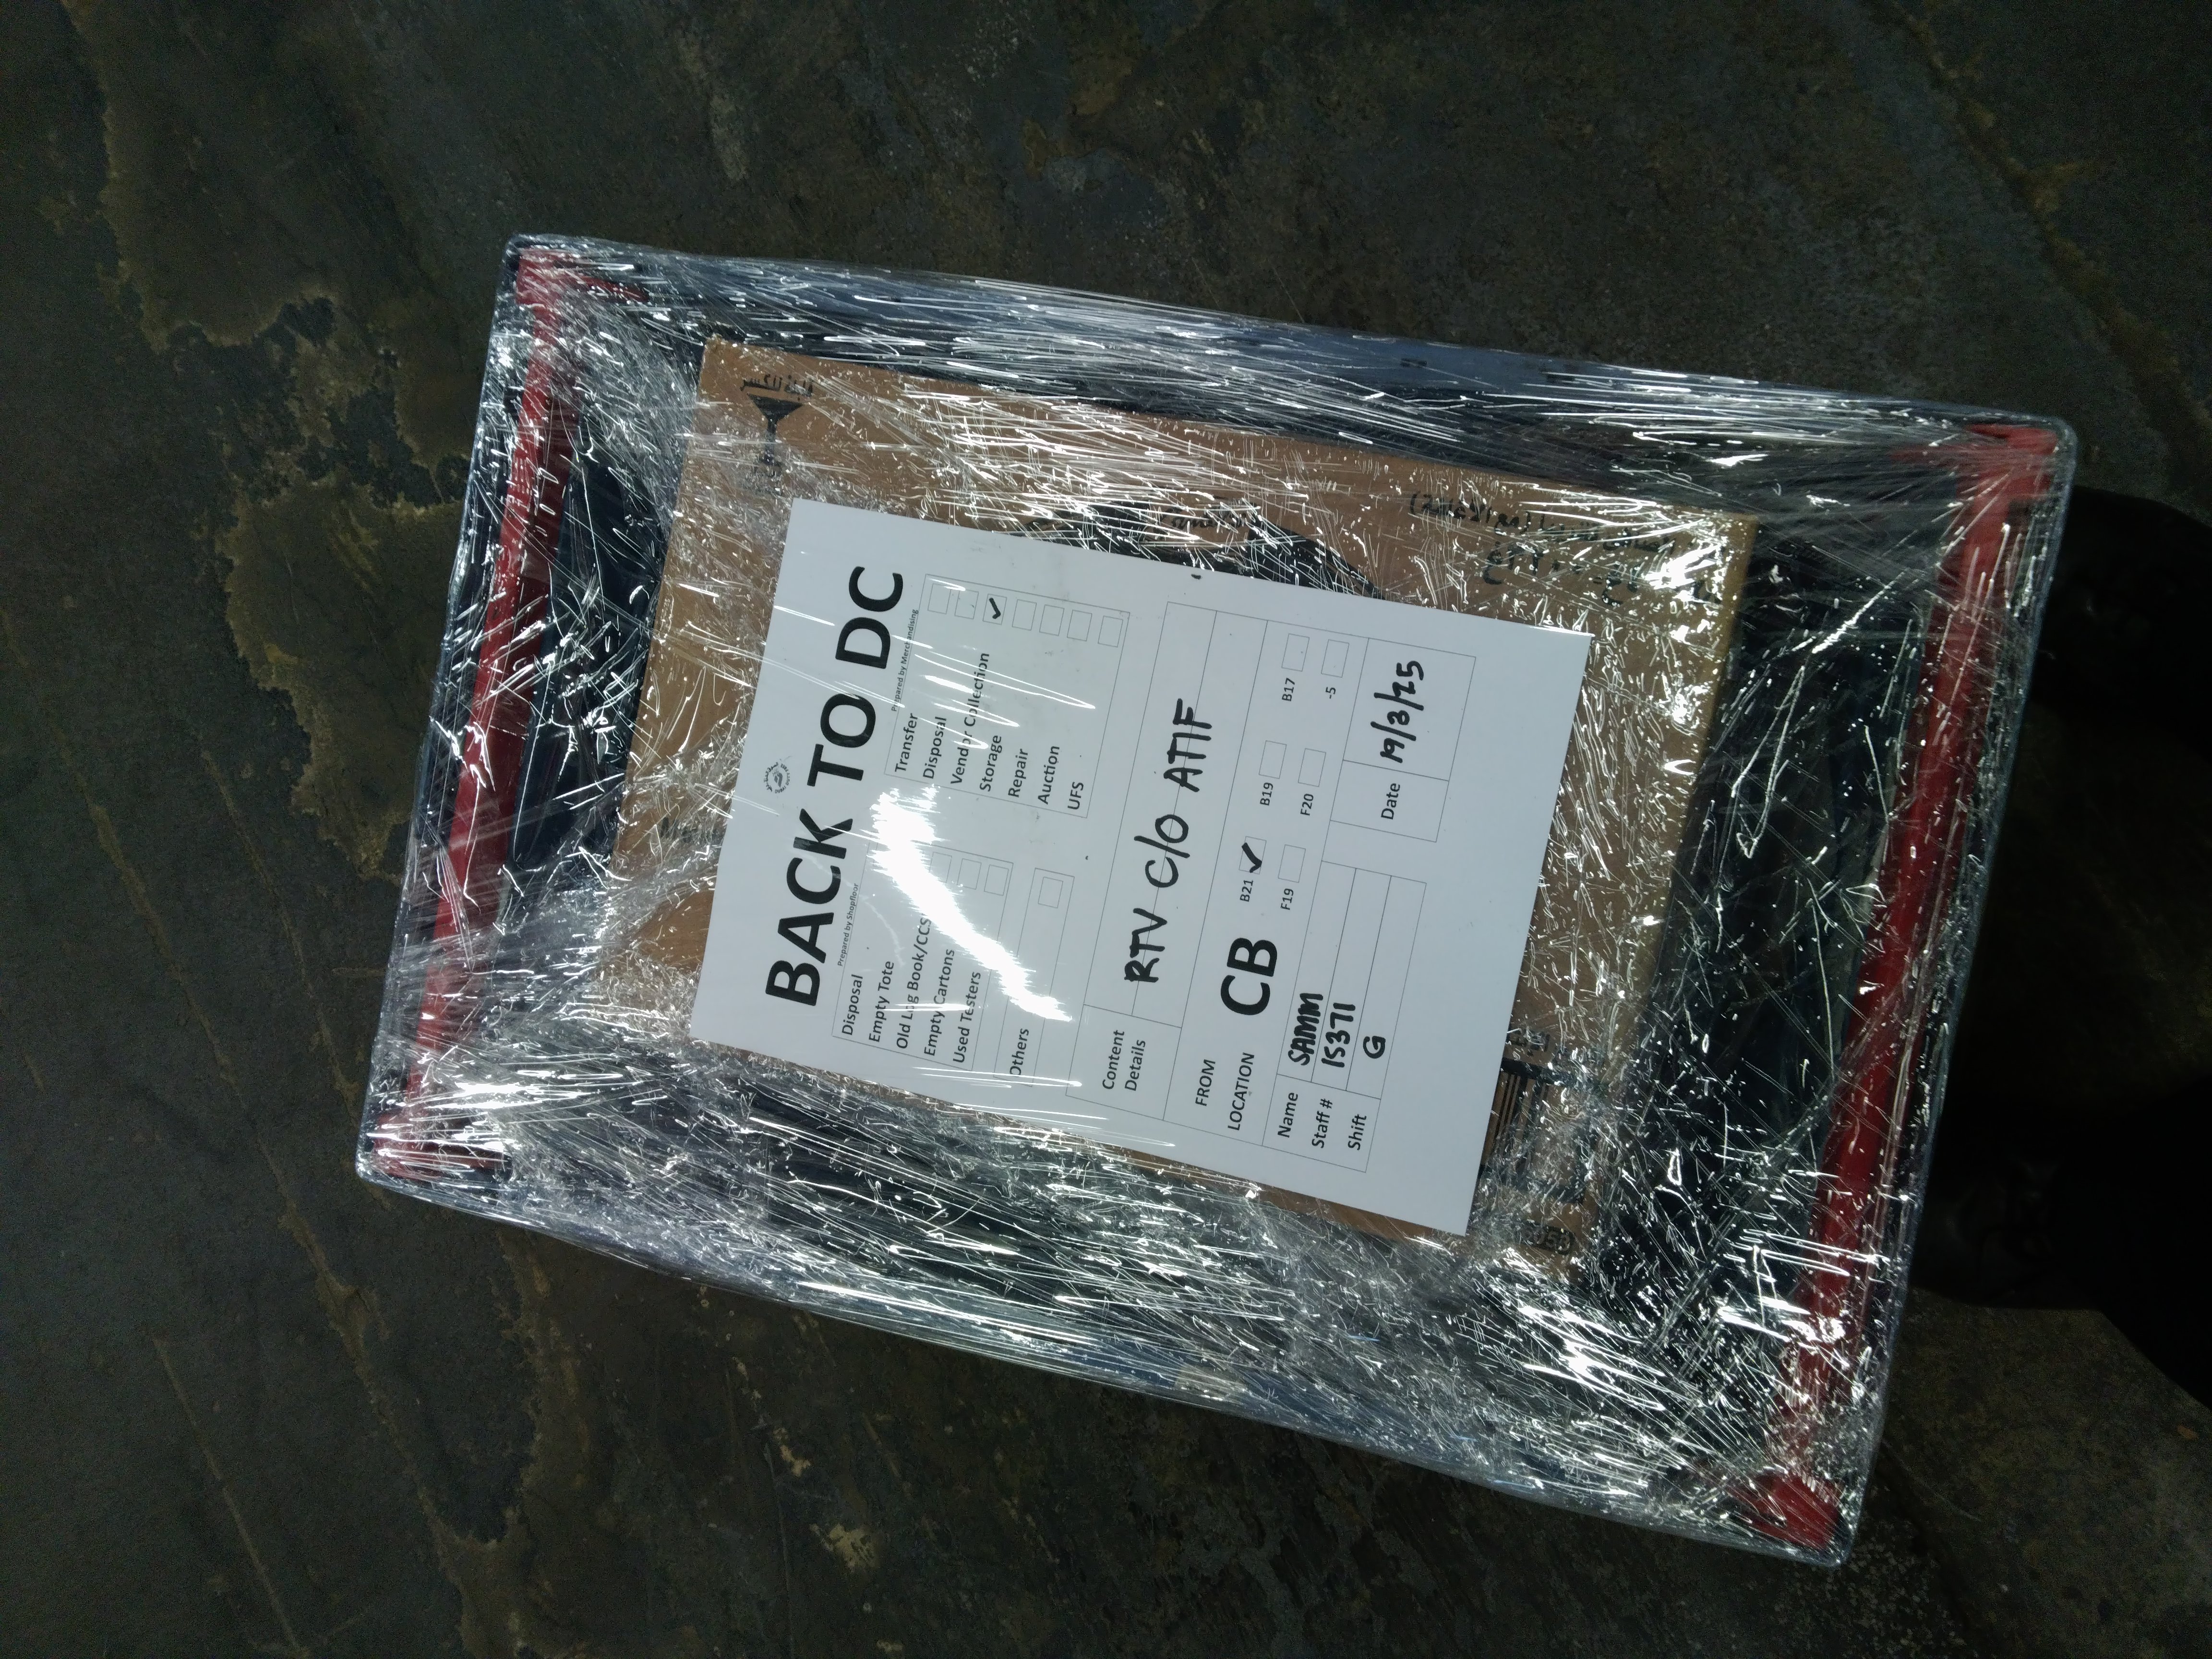 BACK TO DC
Prepared by Shopfloor
Prepared by Merchandising
Disposal
Empty Tote
Old Log Book/CCS
Empty Cartons
Used Testers
Others
Transfer
Disposal
Vendor Collection ✓
Storage
Repair
Auction
UFS
Content Details
RTV C/O ATIF
FROM LOCATION
CB
B21 ✓ B19 B17
F19 F20 -5
Name SAMM
Staff # 15371
Shift G
Date 19/3/25